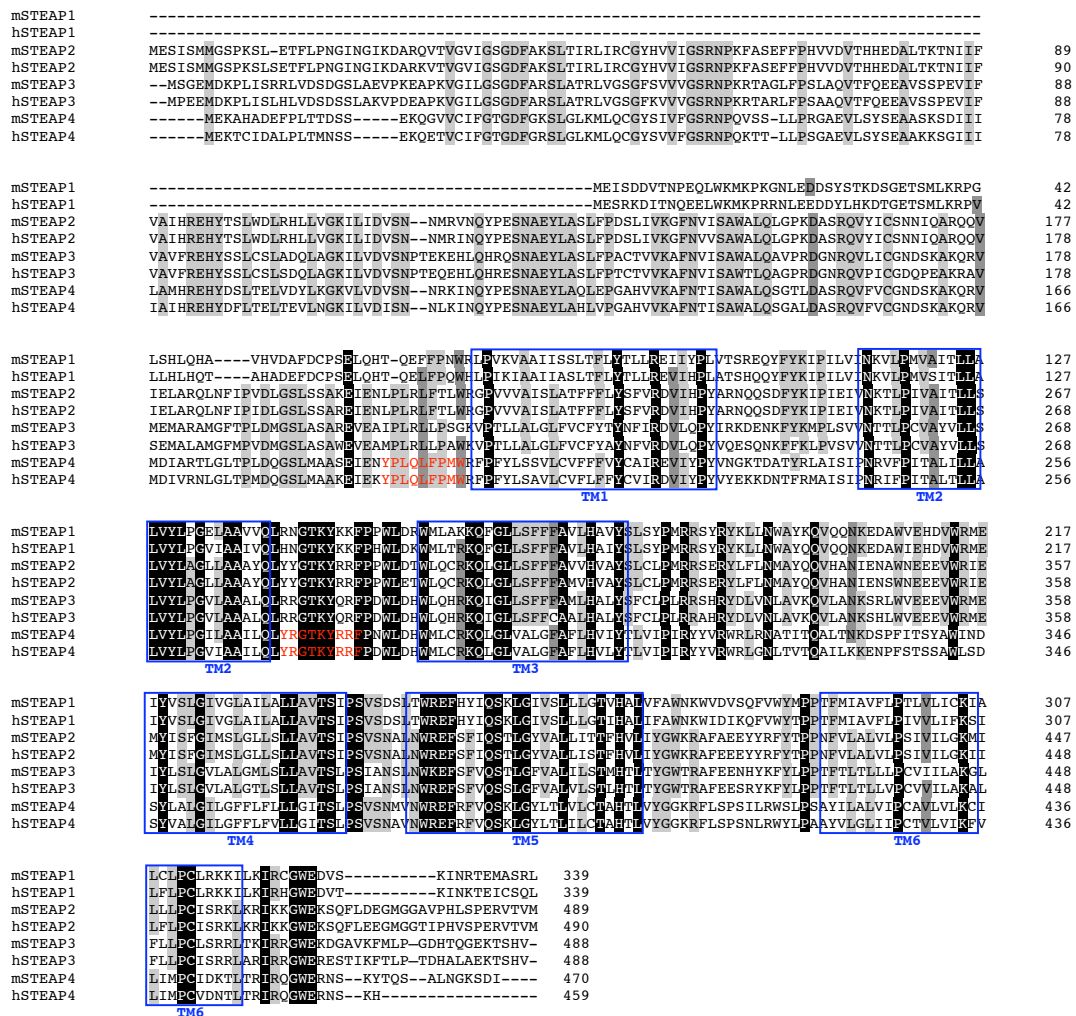 mSTEAP1 ------------------------------------------------------------------------------------------
hSTEAP1 ------------------------------------------------------------------------------------------
mSTEAP2 MESISMMGSPKSL-ETFLPNGINGIKDARQVTVGVIGSGDFAKSLTIRLIRCGYHVVIGSRNPKFASEFFPHVVDVTHHEDALTKTNIIF 89
hSTEAP2 MESISMMGSPKSLSETFLPNGINGIKDARKVTVGVIGSGDFAKSLTIRLIRCGYHVVIGSRNPKFASEFFPHVVDVTHHEDALTKTNIIF 90
mSTEAP3 --MSGEMDKPLISRRLVDSDGSLAEVPKEAPKVGILGSGDFARSLATRLVGSGFSVVVGSRNPKRTAGLFPSLAQVTFQEEAVSSPEVIF 88
hSTEAP3 --MPEEMDKPLISLHLVDSDSSLAKVPDEAPKVGILGSGDFARSLATRLVGSGFKVVVGSRNPKRTARLFPSAAQVTFQEEAVSSPEVIF 88
mSTEAP4 -----MEKAHADEFPLTTDSS-----EKQGVVCIFGTGDFGKSLGLKMLQCGYSIVFGSRNPQVSS-LLPRGAEVLSYSEAASKSDIII 78
hSTEAP4 -----MEKTCIDALPLTMNSS-----EKQETVCIFGTGDFGRSLGLKMLQCGYSVVFGSRNPQKTT-LLPSGAEVLSYSEAAKKSGIII 78
mSTEAP1 ------------------------------------------------MEISDDVTNPEQLWKMKPKGNLEDDSYSTKDSGETSMLKRPG 42
hSTEAP1 ------------------------------------------------MESRKDITNQEELWKMKPRRNLEEDDYLHKDTGETSMLKRPV 42
mSTEAP2 VAIHREHYTSLWDLRHLLVGKILIDVSN--NMRVNQYPESNAEYLASLFPDSLIVKGFNVISAWALQLGPKDASRQVYICSNNIQARQQV 177
hSTEAP2 VAIHREHYTSLWDLRHLLVGKILIDVSN--NMRINQYPESNAEYLASLFPDSLIVKGFNVVSAWALQLGPKDASRQVYICSNNIQARQQV 178
mSTEAP3 VAVFREHYSSLCSLADQLAGKILVDVSNPTEKEHLQHRQSNAEYLASLFPACTVVKAFNVISAWALQAVPRDGNRQVLICGNDSKAKQRV 178
hSTEAP3 VAVFREHYSSLCSLSDQLAGKILVDVSNPTEQEHLQHRESNAEYLASLFPTCTVVKAFNVISAWTLQAGPRDGNRQVPICGDQPEAKRAV 178
mSTEAP4 LAMHREHYDSLTELVDYLKGKVLVDVSN--NRKINQYPESNAEYLAQLEPGAHVVKAFNTISAWALQSGTLDASRQVFVCGNDSKAKQRV 166
hSTEAP4 IAIHREHYDFLTELTEVLNGKILVDISN--NLKINQYPESNAEYLAHLVPGAHVVKAFNTISAWALQSGALDASRQVFVCGNDSKAKQRV 166
mSTEAP1 LSHLQHA----VHVDAFDCPSELQHT-QEFFPNWRLPVKVAAIISSLTFLYTLLREIIYPLVTSREQYFYKIPILVINKVLPMVAITLLA 127
hSTEAP1 LLHLHQT----AHADEFDCPSELQHT-QELFPQWHLPIKIAAIIASLTFLYTLLREVIHPLATSHQQYFYKIPILVINKVLPMVSITLLA 127
mSTEAP2 IELARQLNFIPVDLGSLSSAKEIENLPLRLFTLWRGPVVVAISLATFFFLYSFVRDVIHPYARNQQSDFYKIPIEIVNKTLPIVAITLLS 267
hSTEAP2 IELARQLNFIPIDLGSLSSAREIENLPLRLFTLWRGPVVVAISLATFFFLYSFVRDVIHPYARNQQSDFYKIPIEIVNKTLPIVAITLLS 268
mSTEAP3 MEMARAMGFTPLDMGSLASAREVEAIPLRLLPSGKVPTLLALGLFVCFYTYNFIRDVLQPYIRKDENKFYKMPLSVVNTTLPCVAYVLLS 268
hSTEAP3 SEMALAMGFMPVDMGSLASAWEVEAMPLRLLPAWKVPTLLALGLFVCFYAYNFVRDVLQPYVQESQNKFFKLPVSVVNTTLPCVAYVLLS 268
mSTEAP4 MDIARTLGLTPLDQGSLMAASEIENYPLQLFPMWRFPFYLSSVLCVFFFVYCAIREVIYPYVNGKTDATYRLAISIPNRVFPITALILLA 256
hSTEAP4 MDIVRNLGLTPMDQGSLMAAKEIEKYPLQLFPMWRFPFYLSAVLCVFLFFYCVIRDVIYPYVYEKKDNTFRMAISIPNRIFPITALTLLA 256
TM1 TM2
mSTEAP1 LVYLPGELAAVVQLRNGTKYKKFPPWLDRWMLAKKQFGLLSFFFAVLHAVYSLSYPMRRSYRYKLLNWAYKQVQQNKEDAWVEHDVWRME 217
hSTEAP1 LVYLPGVIAAIVQLHNGTKYKKFPHWLDKWMLTRKQFGLLSFFFAVLHAIYSLSYPMRRSYRYKLLNWAYQQVQQNKEDAWIEHDVWRME 217
mSTEAP2 LVYLAGLLAAAYQLYYGTKYRRFPPWLDTWLQCRKQLGLLSFFFAVVHVAYSLCLPMRRSERYLFLNMAYQQVHANIENSWNEEEVWRIE 357
hSTEAP2 LVYLAGLLAAAYQLYYGTKYRRFPPWLETWLQCRKQLGLLSFFFAMVHVAYSLCLPMRRSERYLFLNMAYQQVHANIENSWNEEEVWRIE 358
mSTEAP3 LVYLPGVLAAALQLRRGTKYQRFPDWLDHWLQHRKQIGLLSFFFAMLHALYSFCLPLRRSHRYDLVNLAVKQVLANKSRLWVEEEVWRME 358
hSTEAP3 LVYLPGVLAAALQLRRGTKYQRFPDWLDHWLQHRKQIGLLSFFCAALHALYSFCLPLRRAHRYDLVNLAVKQVLANKSHLWVEEEVWRME 358
mSTEAP4 LVYLPGILAAILQLYRGTKYRRFPNWLDHWMLCRKQLGLVALGFAFLHVIYTLVIPIRYYVRWRLRNATITQALTNKDSPFITSYAWIND 346
hSTEAP4 LVYLPGVIAAILQLYRGTKYRRFPDWLDHWMLCRKQLGLVALGFAFLHVLYTLVIPIRYYVRWRLGNLTVTQAILKKENPFSTSSAWLSD 346
TM2 TM3
mSTEAP1 IYVSLGIVGLAILALLAVTSIPSVSDSLTWREFHYIQSKLGIVSLLLGTVHALVFAWNKWVDVSQFVWYMPPTFMIAVFLPTLVLICKIA 307
hSTEAP1 IYVSLGIVGLAILALLAVTSIPSVSDSLTWREFHYIQSKLGIVSLLLGTIHALIFAWNKWIDIKQFVWYTPPTFMIAVFLPIVVLIFKSI 307
mSTEAP2 MYISFGIMSLGLLSLLAVTSIPSVSNALNWREFSFIQSTLGYVALLITTFHVLIYGWKRAFAEEYYRFYTPPNFVLALVLPSIVILGKMI 447
hSTEAP2 MYISFGIMSLGLLSLLAVTSIPSVSNALNWREFSFIQSTLGYVALLISTFHVLIYGWKRAFEEEYYRFYTPPNFVLALVLPSIVILGKII 448
mSTEAP3 IYLSLGVLALGMLSLLAVTSLPSIANSLNWKEFSFVQSTLGFVALILSTMHTLTYGWTRAFEENHYKFYLPPTFTLTLLLPCVIILAKGL 448
hSTEAP3 IYLSLGVLALGTLSLLAVTSLPSIANSLNWREFSFVQSSLGFVALVLSTLHTLTYGWTRAFEESRYKFYLPPTFTLTLLVPCVVILAKAL 448
mSTEAP4 SYLALGILGFFLFLLLGITSLPSVSNMVNWREFRFVQSKLGYLTLVLCTAHTLVYGGKRFLSPSILRWSLPSAYILALVIPCAVLVLKCI 436
hSTEAP4 SYVALGILGFFLFVLLGITSLPSVSNAVNWREFRFVQSKLGYLTLILCTAHTLVYGGKRFLSPSNLRWYLPAAYVLGLIIPCTVLVIKFV 436
TM4 TM5 TM6
mSTEAP1 LCLPCLRKKILKIRCGWEDVS----------KINRTEMASRL 339
hSTEAP1 LFLPCLRKKILKIRHGWEDVT----------KINKTEICSQL 339
mSTEAP2 LLLPCISRKLKRIKKGWEKSQFLDEGMGGAVPHLSPERVTVM 489
hSTEAP2 LFLPCISRKLKRIKKGWEKSQFLEEGMGGTIPHVSPERVTVM 490
mSTEAP3 FLLPCLSRRLTKIRRGWEKDGAVKFMLP-GDHTQGEKTSHV- 488
hSTEAP3 FLLPCISRRLARIRRGWERESTIKFTLP-TDHALAEKTSHV- 488
mSTEAP4 LIMPCIDKTLTRIRQGWERNS--KYTQS--ALNGKSDI---- 470
hSTEAP4 LIMPCVDNTLTRIRQGWERNS--KH----------------- 459
TM6